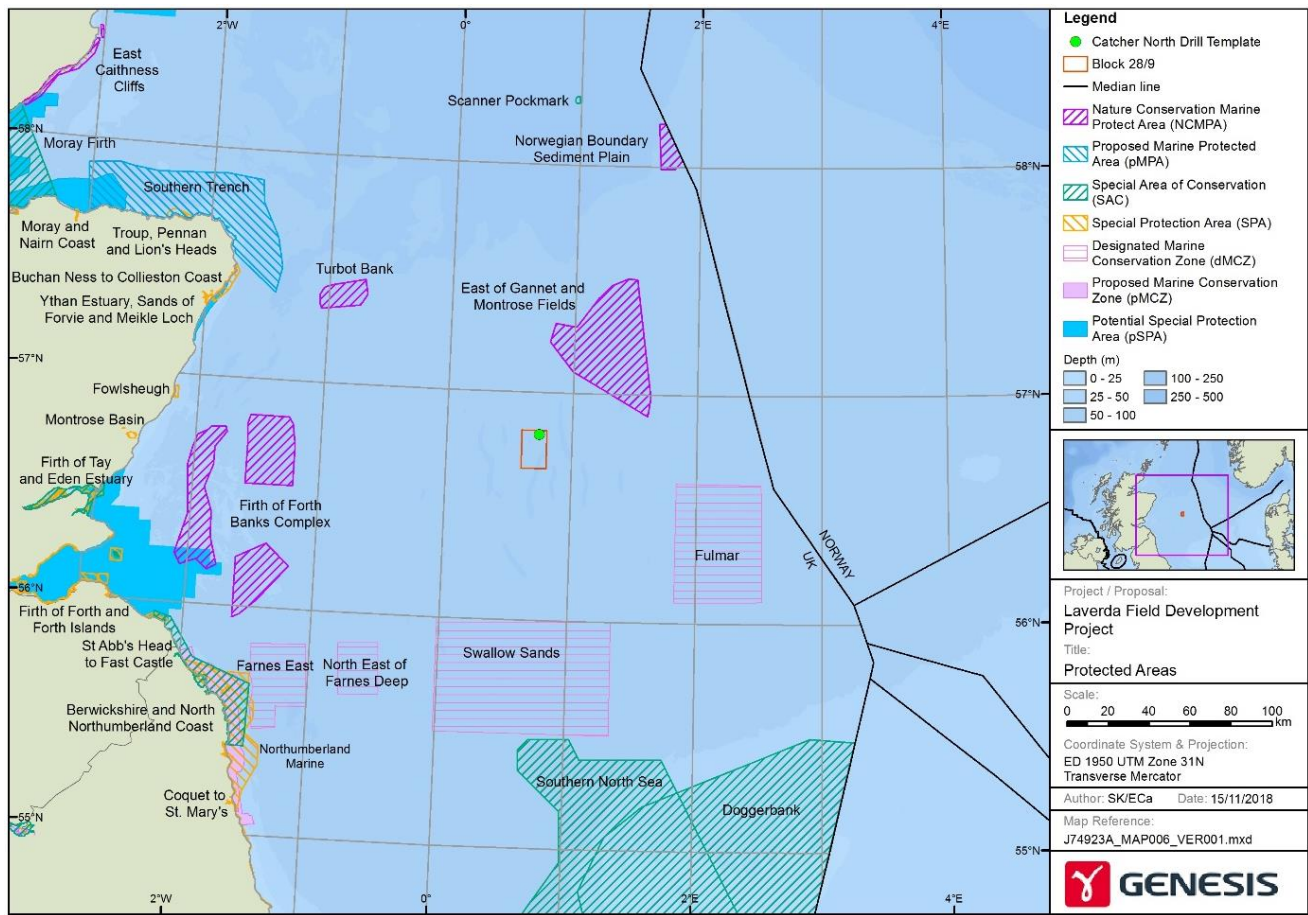 2°W
0°
2°E
4°E
East
Caithness
Cliffs
Scanner Pockmark
58°N
Moray Firth
Norwegian Boundary
Sediment Plain
58°N
Southern Trench
Moray and
Nairn Coast
Troup, Pennan
and Lion's Heads
Buchan Ness to Collieston Coast
Turbot Bank
East of Gannet and
Montrose Fields
Ythan Estuary, Sands of
Forvie and Meikle Loch
57°N
Fowlsheugh
57°N
Montrose Basin
Firth of Tay
and Eden Estuary
Firth of Forth
Banks Complex
Fulmar
NORWAY
UK
56°N
Firth of Forth and
Forth Islands
56°N
St Abb's Head
to Fast Castle
Farnes East
North East of
Farnes Deep
Swallow Sands
Berwickshire and North
Northumberland Coast
Northumberland
Marine
Southern North Sea
Coquet to
St. Mary's
Doggerbank
55°N
55°N
2°W
0°
2°E
4°E
Legend
Catcher North Drill Template
Block 28/9
Median line
Nature Conservation Marine
Protect Area (NCMPA)
Proposed Marine Protected
Area (pMPA)
Special Area of Conservation
(SAC)
Special Protection Area (SPA)
Designated Marine
Conservation Zone (dMCZ)
Proposed Marine Conservation
Zone (pMCZ)
Potential Special Protection
Area (pSPA)
Depth (m)
0 - 25
25 - 50
50 - 100
100 - 250
250 - 500
Project / Proposal:
Laverda Field Development
Project
Title:
Protected Areas
Scale:
0 20 40 60 80 100
km
Coordinate System & Projection:
ED 1950 UTM Zone 31N
Transverse Mercator
Author: SK/ECa Date: 15/11/2018
Map Reference:
J74923A_MAP006_VER001.mxd
GENESIS